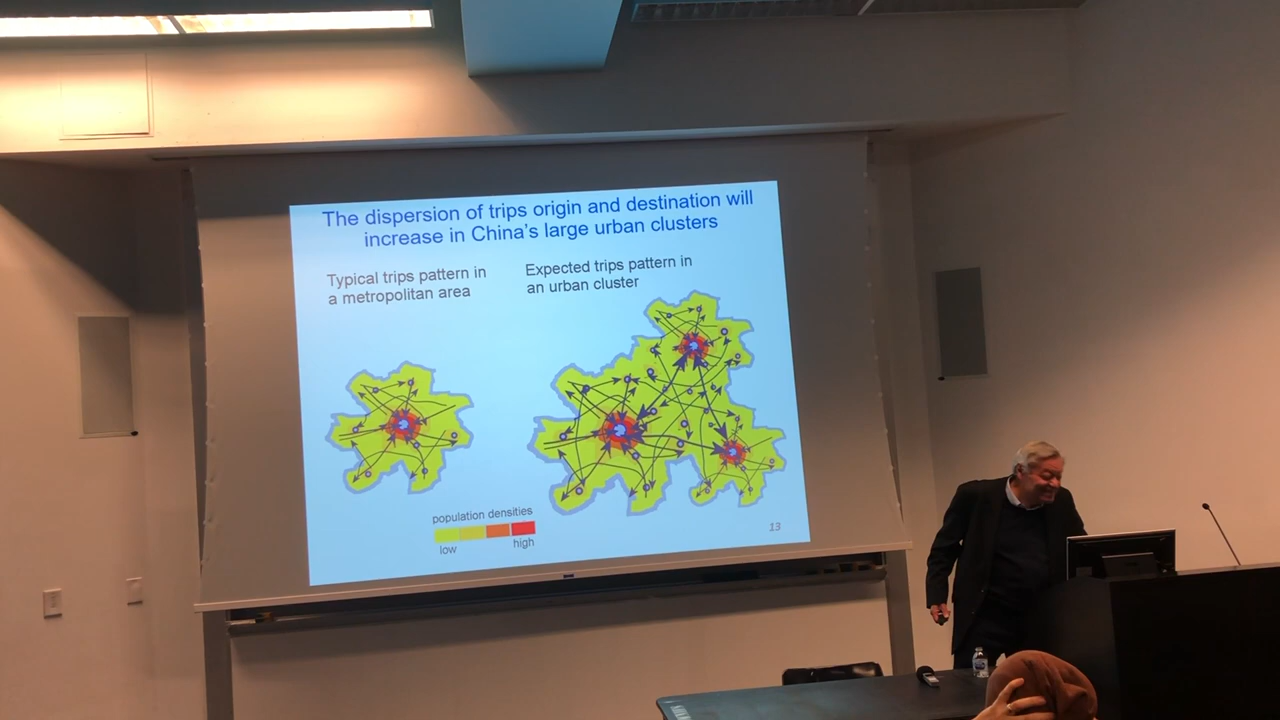 The dispersion of trips origin and destination will
increase in China's large urban clusters
Typical trips pattern in
a metropolitan area
Expected trips pattern in
an urban cluster
population densities
low
high
13